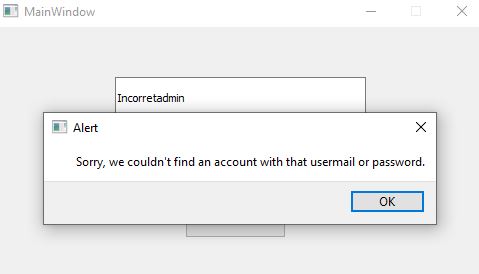 MainWindow
Incorretadmin
Alert
Sorry, we couldn't find an account with that usermail or password.
OK